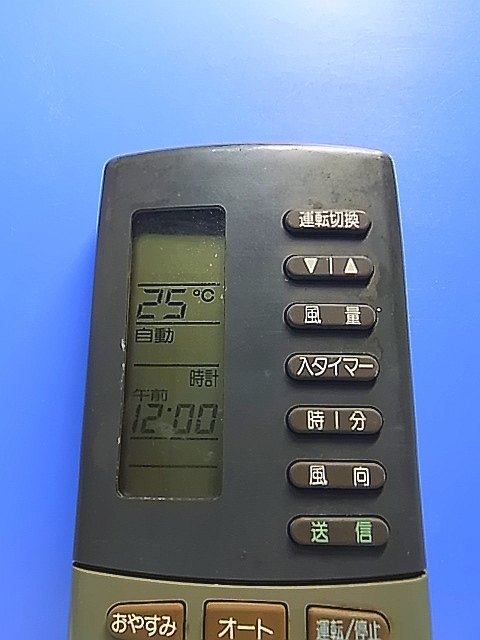 運転切換
▼ | ▲
25℃
風量
自動
入タイマー
時計
午前
12:00
時 | 分
風向
送信
おやすみ オート 運転/停止